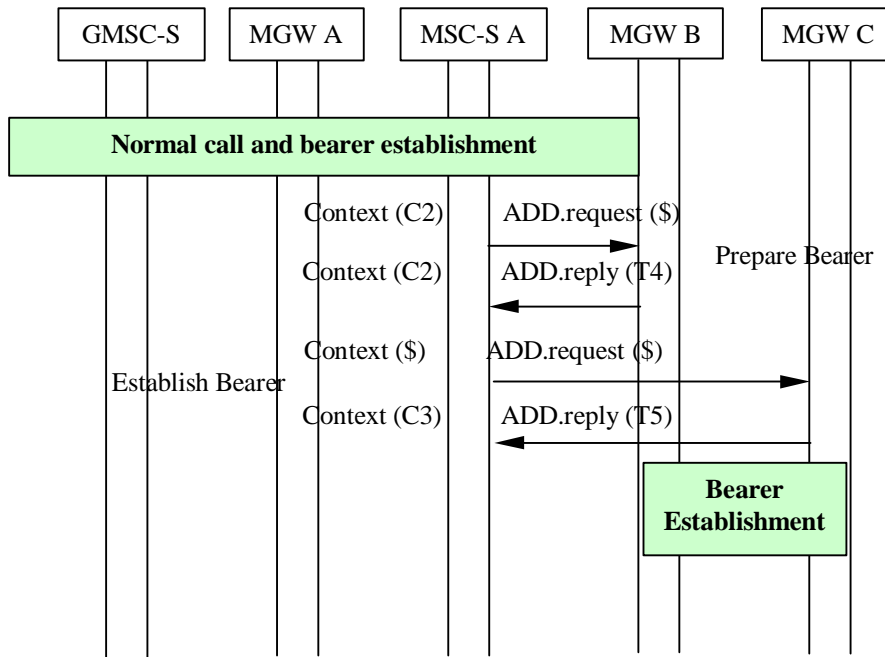 GMSC-S
MGW A
MSC-S A
MGW B
MGW C
Normal call and bearer establishment
Context (C2)
ADD.request ($)
Prepare Bearer
Context (C2)
ADD.reply (T4)
Context ($)
ADD.request ($)
Establish Bearer
Context (C3)
ADD.reply (T5)
Bearer
Establishment